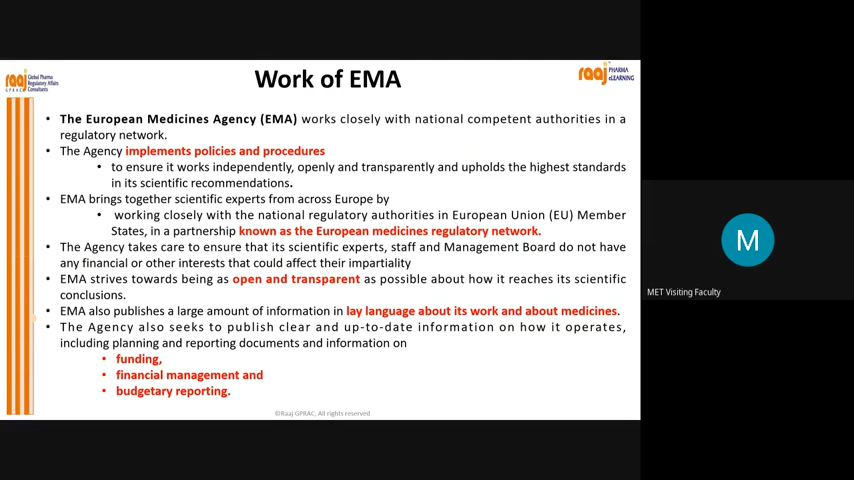 raaj
GPRAC
Global Pharma
Regulatory Affairs
Consultants
Work of EMA
raaj
PHARMA
eLEARNING
• The European Medicines Agency (EMA) works closely with national competent authorities in a
regulatory network.
• The Agency implements policies and procedures
• to ensure it works independently, openly and transparently and upholds the highest standards
in its scientific recommendations.
• EMA brings together scientific experts from across Europe by
• working closely with the national regulatory authorities in European Union (EU) Member
States, in a partnership known as the European medicines regulatory network.
• The Agency takes care to ensure that its scientific experts, staff and Management Board do not have
any financial or other interests that could affect their impartiality
• EMA strives towards being as open and transparent as possible about how it reaches its scientific
conclusions.
• EMA also publishes a large amount of information in lay language about its work and about medicines.
• The Agency also seeks to publish clear and up-to-date information on how it operates,
including planning and reporting documents and information on
• funding,
• financial management and
• budgetary reporting.
©Raaj GPRAC, All rights reserved
M
MET Visiting Faculty